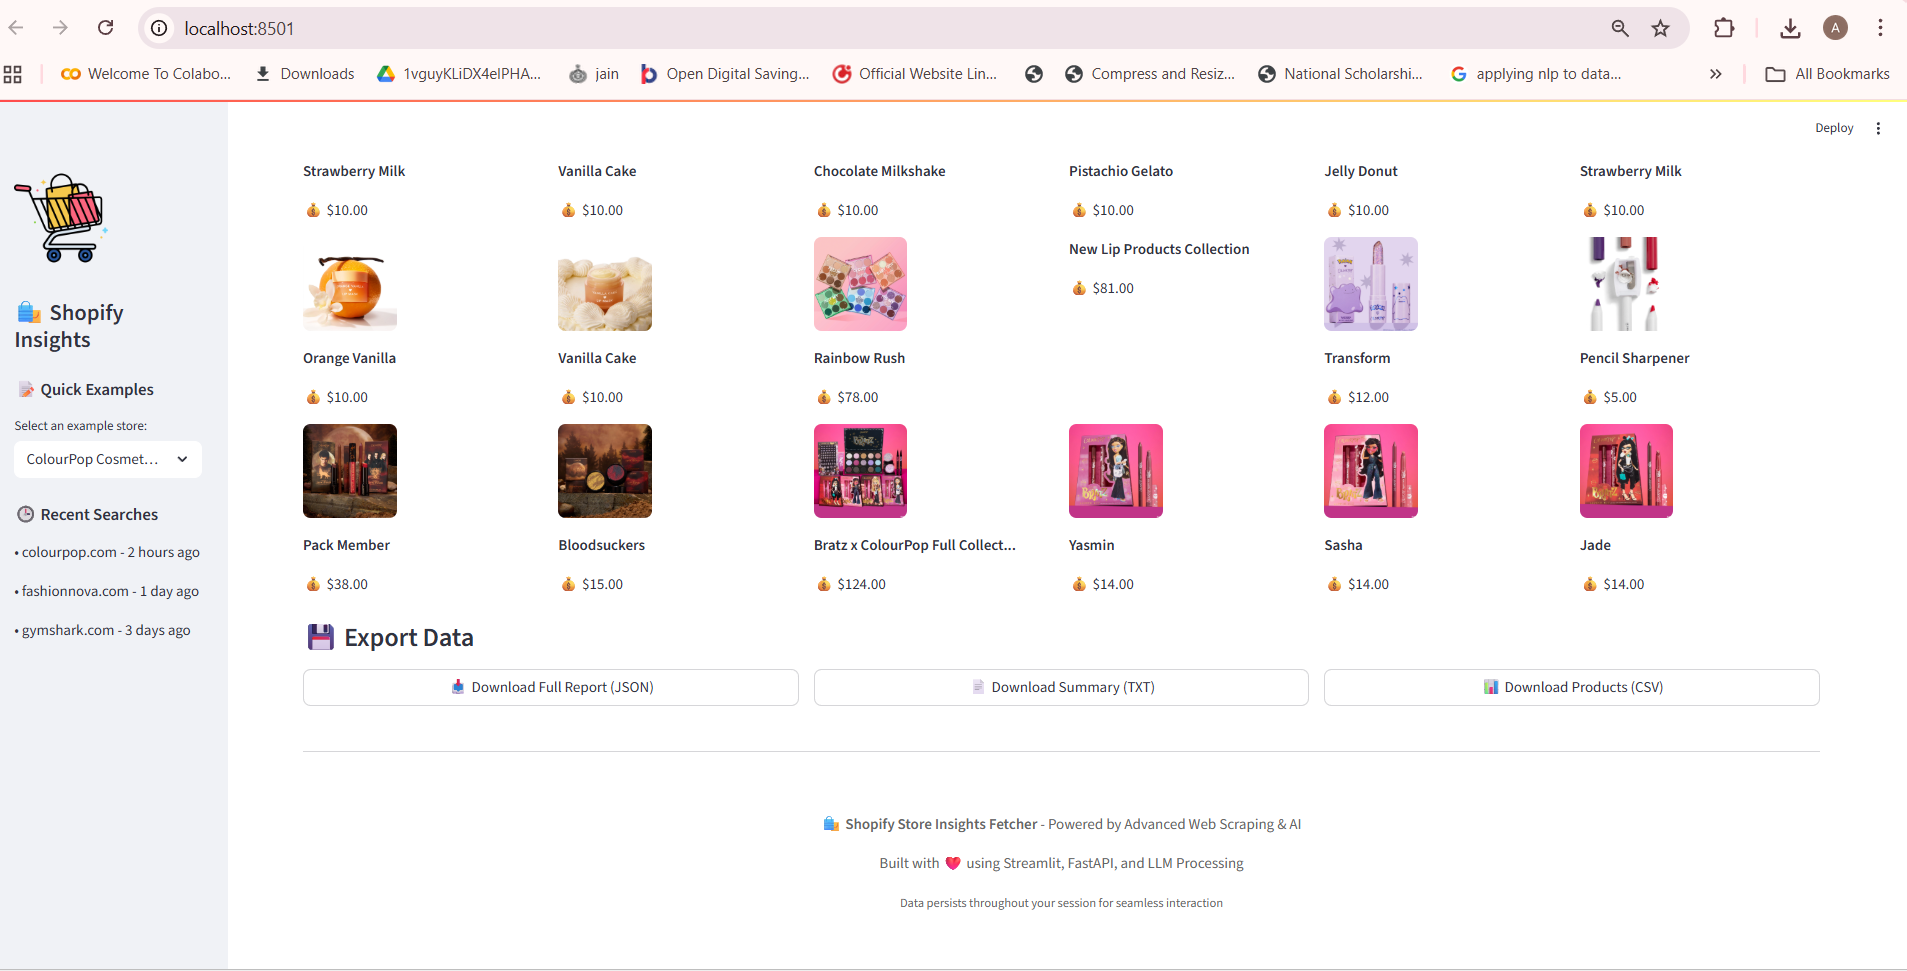 localhost:8501
A
Welcome To Colabo...
Downloads
1vguyKLiDX4elPHA...
jain
Open Digital Saving...
Official Website Lin...
Compress and Resiz...
National Scholarshi...
applying nlp to data...
All Bookmarks
Deploy
Shopify
Insights
Quick Examples
Select an example store:
ColourPop Cosmet...
Recent Searches
• colourpop.com - 2 hours ago
• fashionnova.com - 1 day ago
• gymshark.com - 3 days ago
Strawberry Milk
Vanilla Cake
Chocolate Milkshake
Pistachio Gelato
Jelly Donut
Strawberry Milk
$10.00
$10.00
$10.00
$10.00
$10.00
$10.00
New Lip Products Collection
$81.00
Orange Vanilla
Vanilla Cake
Rainbow Rush
Transform
Pencil Sharpener
$10.00
$10.00
$78.00
$12.00
$5.00
Pack Member
Bloodsuckers
Bratz x ColourPop Full Collect...
Yasmin
Sasha
Jade
$38.00
$15.00
$124.00
$14.00
$14.00
$14.00
Export Data
Download Full Report (JSON)
Download Summary (TXT)
Download Products (CSV)
Shopify Store Insights Fetcher - Powered by Advanced Web Scraping & AI
Built with ❤️ using Streamlit, FastAPI, and LLM Processing
Data persists throughout your session for seamless interaction